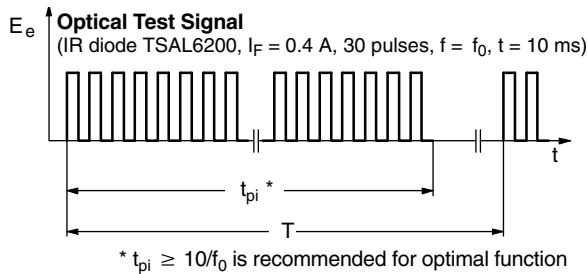 Optical Test Signal
E_e
(IR diode TSAL6200, I_F = 0.4 A, 30 pulses, f = f_0, t = 10 ms)
t
t_pi *
T
* t_pi ≥ 10/f_0 is recommended for optimal function